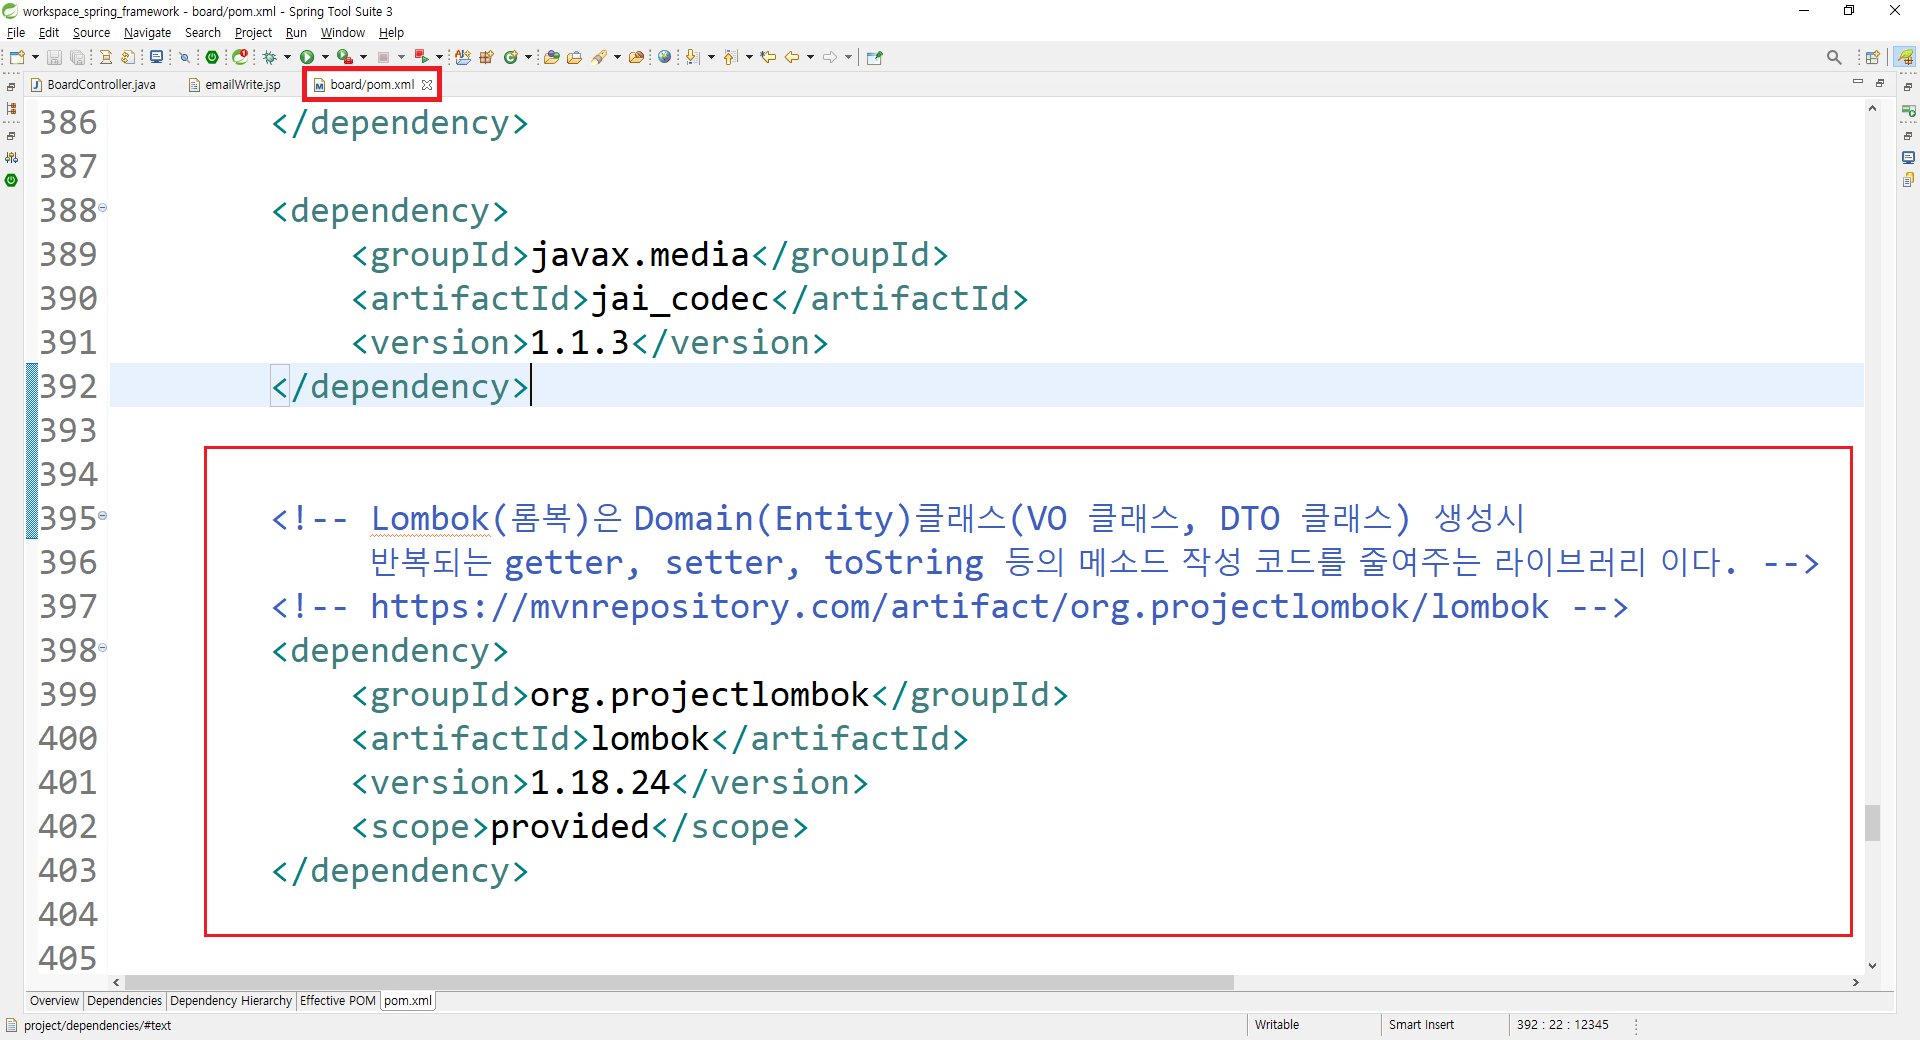 workspace_spring_framework - board/pom.xml - Spring Tool Suite 3
File Edit Source Navigate Search Project Run Window Help
BoardController.java emailWrite.jsp board/pom.xml
386 </dependency>
387
388 <dependency>
389 <groupId>javax.media</groupId>
390 <artifactId>jai_codec</artifactId>
391 <version>1.1.3</version>
392 </dependency>
393
394
395 <!-- Lombok(롬복)은 Domain(Entity)클래스(VO 클래스, DTO 클래스) 생성시
396 반복되는 getter, setter, toString 등의 메소드 작성 코드를 줄여주는 라이브러리 이다. -->
397 <!-- https://mvnrepository.com/artifact/org.projectlombok/lombok -->
398 <dependency>
399 <groupId>org.projectlombok</groupId>
400 <artifactId>lombok</artifactId>
401 <version>1.18.24</version>
402 <scope>provided</scope>
403 </dependency>
404
405
Overview Dependencies Dependency Hierarchy Effective POM pom.xml
project/dependencies/#text Writable Smart Insert 392 : 22 : 12345